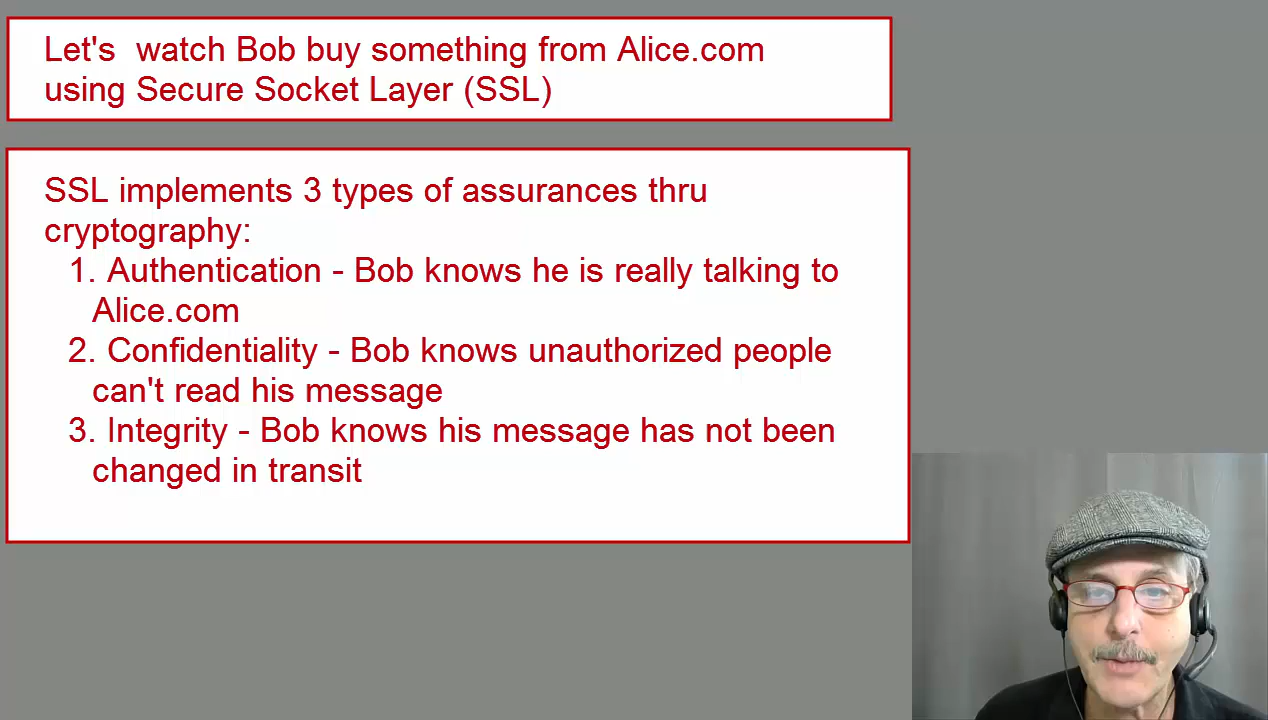 Let's  watch Bob buy something from Alice.com
using Secure Socket Layer (SSL)
SSL implements 3 types of assurances thru
cryptography:
1. Authentication - Bob knows he is really talking to
Alice.com
2. Confidentiality - Bob knows unauthorized people
can't read his message
3. Integrity - Bob knows his message has not been
changed in transit